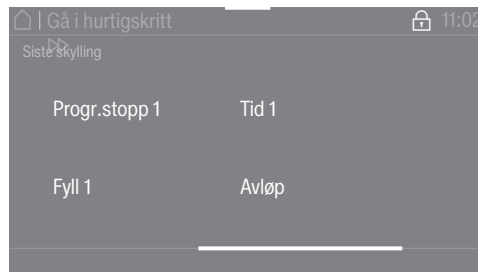 Gå i hurtigskritt 11:02
Siste skylling
Progr.stopp 1 Tid 1
Fyll 1 Avløp